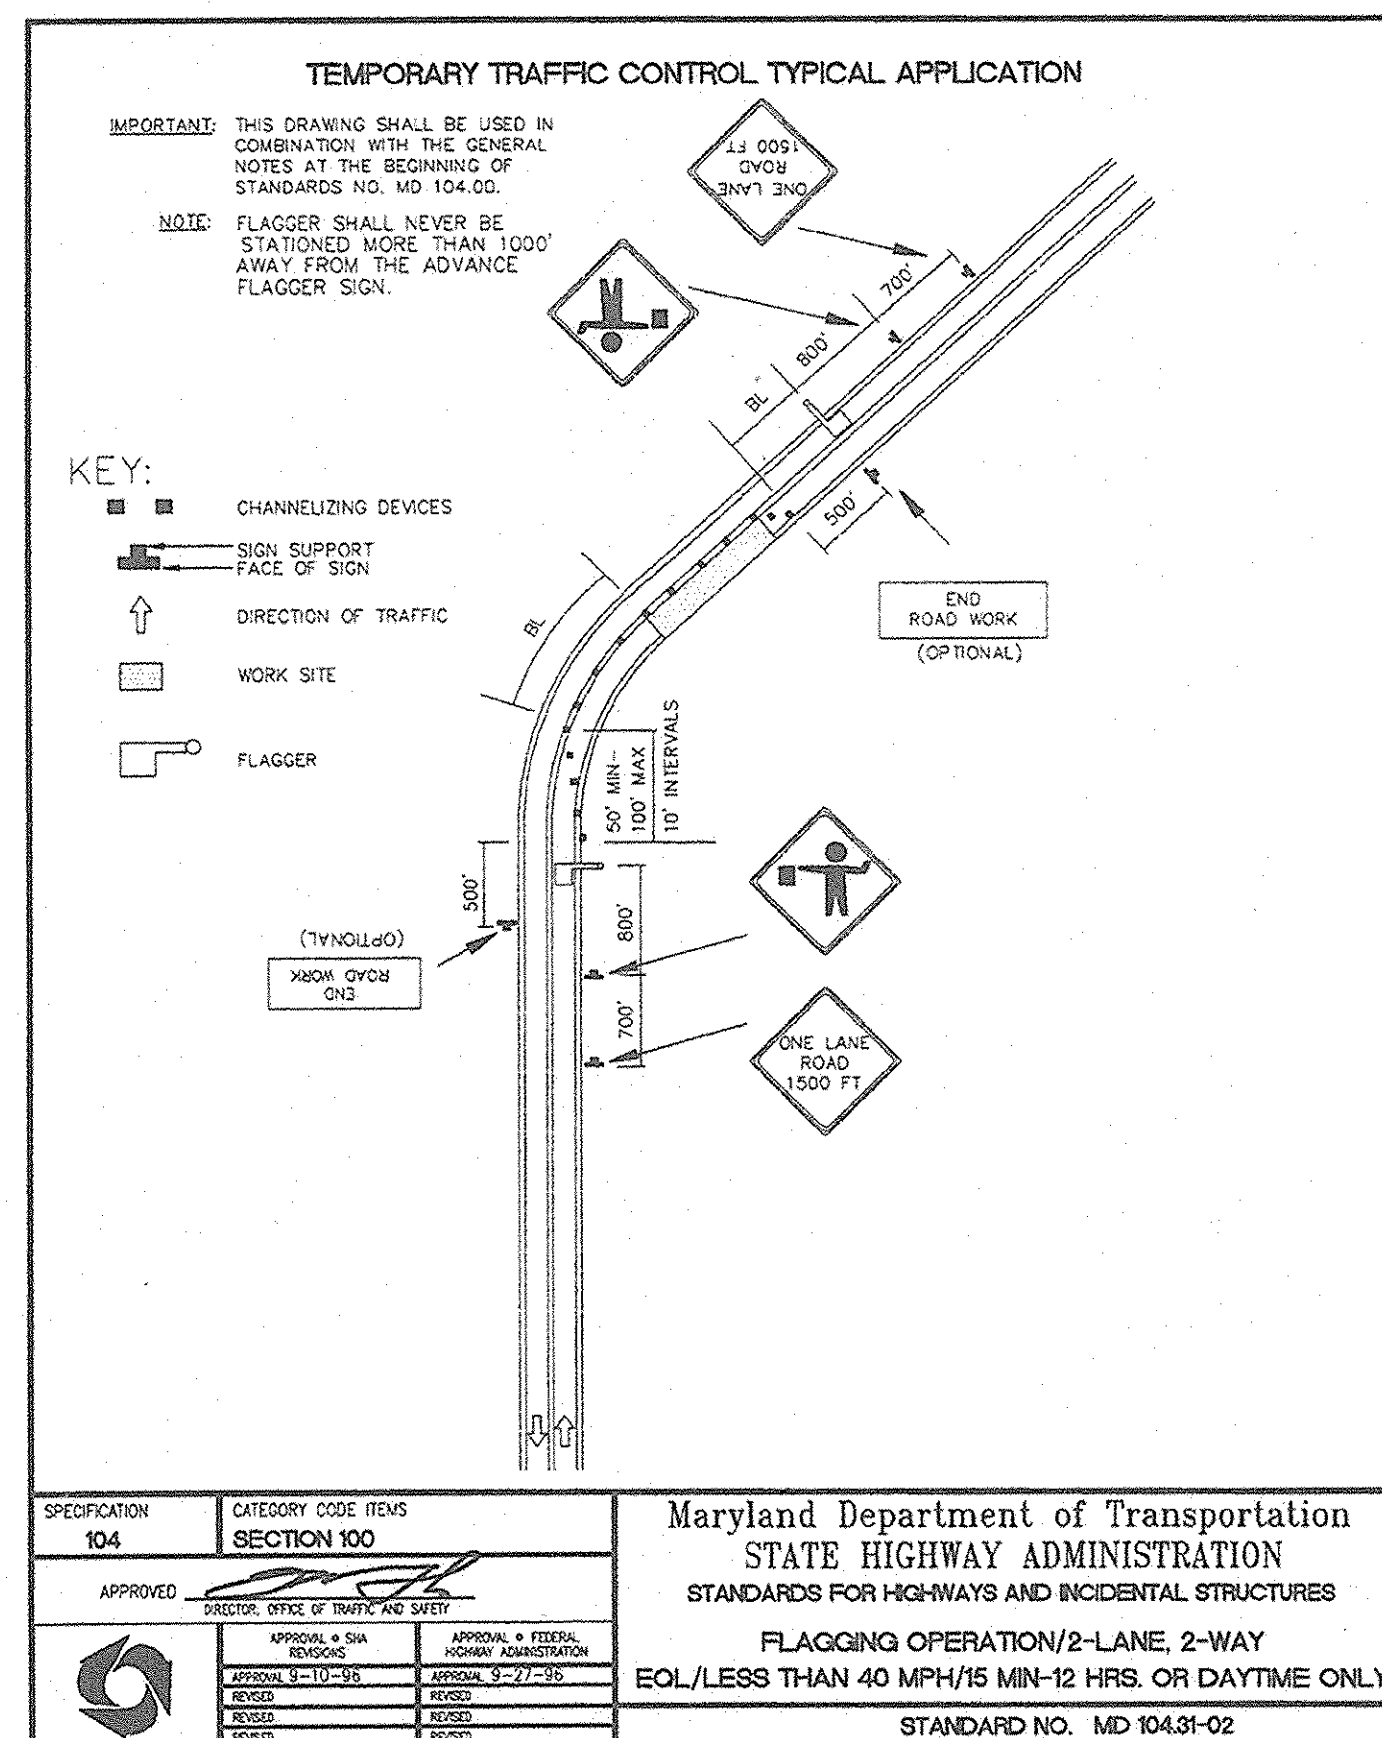 TEMPORARY TRAFFIC CONTROL TYPICAL APPLICATION
IMPORTANT: THIS DRAWING SHALL BE USED IN
COMBINATION WITH THE GENERAL
NOTES AT THE BEGINNING OF
STANDARDS NO. MD 104.00.
NOTE: FLAGGER SHALL NEVER BE
STATIONED MORE THAN 1000'
AWAY FROM THE ADVANCE
FLAGGER SIGN.
ONE LANE
ROAD
1500 FT
700'
800'
BL
500'
END
ROAD WORK
(OPTIONAL)
KEY:
CHANNELIZING DEVICES
SIGN SUPPORT
FACE OF SIGN
DIRECTION OF TRAFFIC
WORK SITE
FLAGGER
BL
50' MIN-
100' MAX
10' INTERVALS
500'
800'
700'
END
ROAD WORK
(OPTIONAL)
ONE LANE
ROAD
1500 FT
SPECIFICATION
104
CATEGORY CODE ITEMS
SECTION 100
APPROVED
DIRECTOR, OFFICE OF TRAFFIC AND SAFETY
APPROVAL • SHA
REVISIONS
APPROVAL • FEDERAL
HIGHWAY ADMINISTRATION
APPROVAL 9-10-96
APPROVAL 9-27-96
REVISED
REVISED
REVISED
REVISED
REVISED
REVISED
Maryland Department of Transportation
STATE HIGHWAY ADMINISTRATION
STANDARDS FOR HIGHWAYS AND INCIDENTAL STRUCTURES
FLAGGING OPERATION/2-LANE, 2-WAY
EQL/LESS THAN 40 MPH/15 MIN-12 HRS. OR DAYTIME ONLY
STANDARD NO. MD 104.31-02